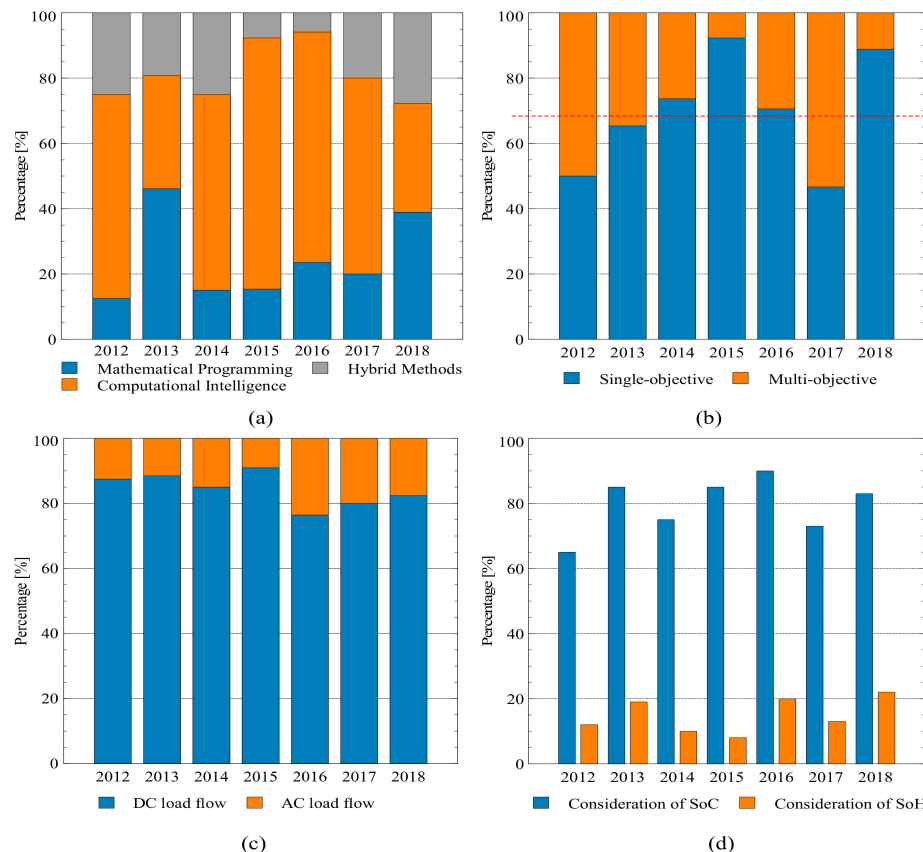 Percentage [%]
100
80
60
40
20
0
2012 2013 2014 2015 2016 2017 2018
Mathematical Programming Hybrid Methods
Computational Intelligence
(a)
Percentage [%]
100
80
60
40
20
0
2012 2013 2014 2015 2016 2017 2018
Single-objective Multi-objective
(b)
Percentage [%]
100
80
60
40
20
0
2012 2013 2014 2015 2016 2017 2018
DC load flow AC load flow
(c)
Percentage [%]
100
80
60
40
20
0
2012 2013 2014 2015 2016 2017 2018
Consideration of SoC Consideration of SoH
(d)